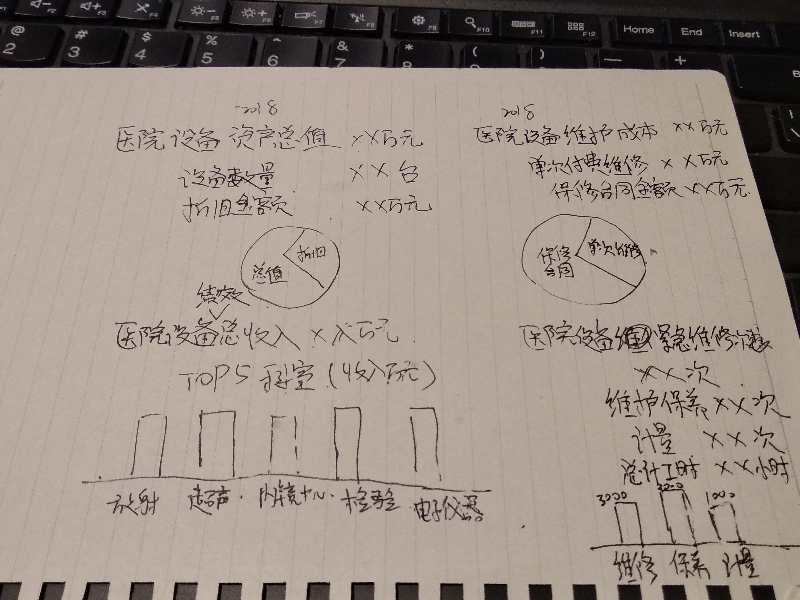 F1
F2
F3
F4
F5
F6
F7
F8
F9
F10
F11
F12
Home
End
Insert
@
2
#
3
$
4
%
5
6
&
7
*
8
(
9
)
2018
医院设备资产总值 XX万元
设备数量 XX台
折旧金额 XX万元
总值
折旧
绩效
医院设备总收入 XX万元
TOP5 科室(收入万元)
放射
超声
内镜中心
检验
电子仪器
2018
医院设备维护成本 XX万元
单次付费维修 XX万元
保修合同金额 XX万元
保修合同
单次维修
医院设备 紧急维修次数
XX次
维护保养 XX次
计量 XX次
总计工时 XX小时
3000
1000
维修
保养
计量